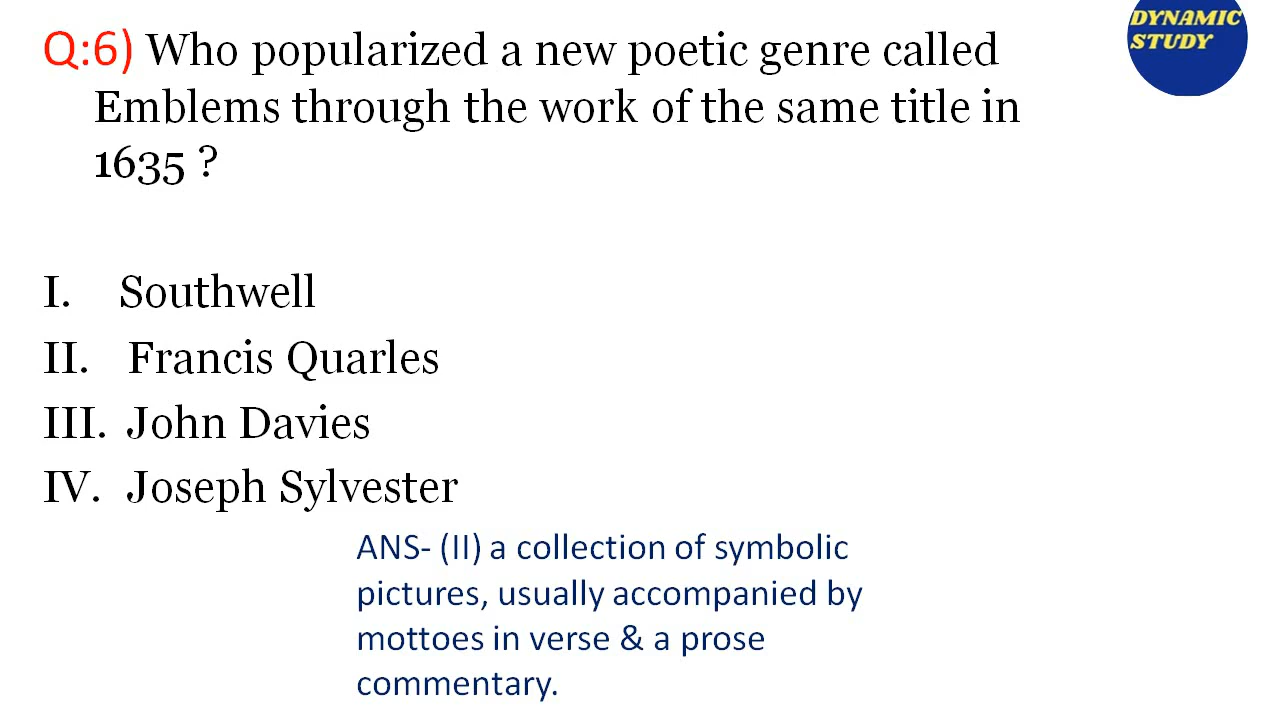 DYNAMIC
STUDY
Q:6) Who popularized a new poetic genre called
Emblems through the work of the same title in
1635 ?
I. Southwell
II. Francis Quarles
III. John Davies
IV. Joseph Sylvester
ANS- (II) a collection of symbolic
pictures, usually accompanied by
mottoes in verse & a prose
commentary.